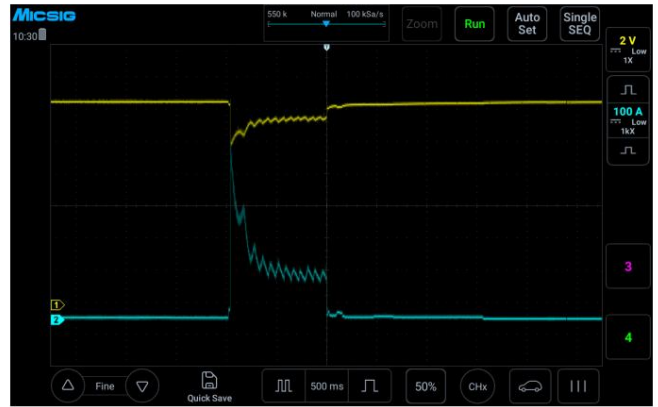 Micsig
10:30
550 k Normal 100 kSa/s
Zoom
Run
Auto
Set
Single
SEQ
2 V
Low
1X
100 A
Low
1kX
3
4
1
2
Fine
Quick Save
500 ms
50%
CHx